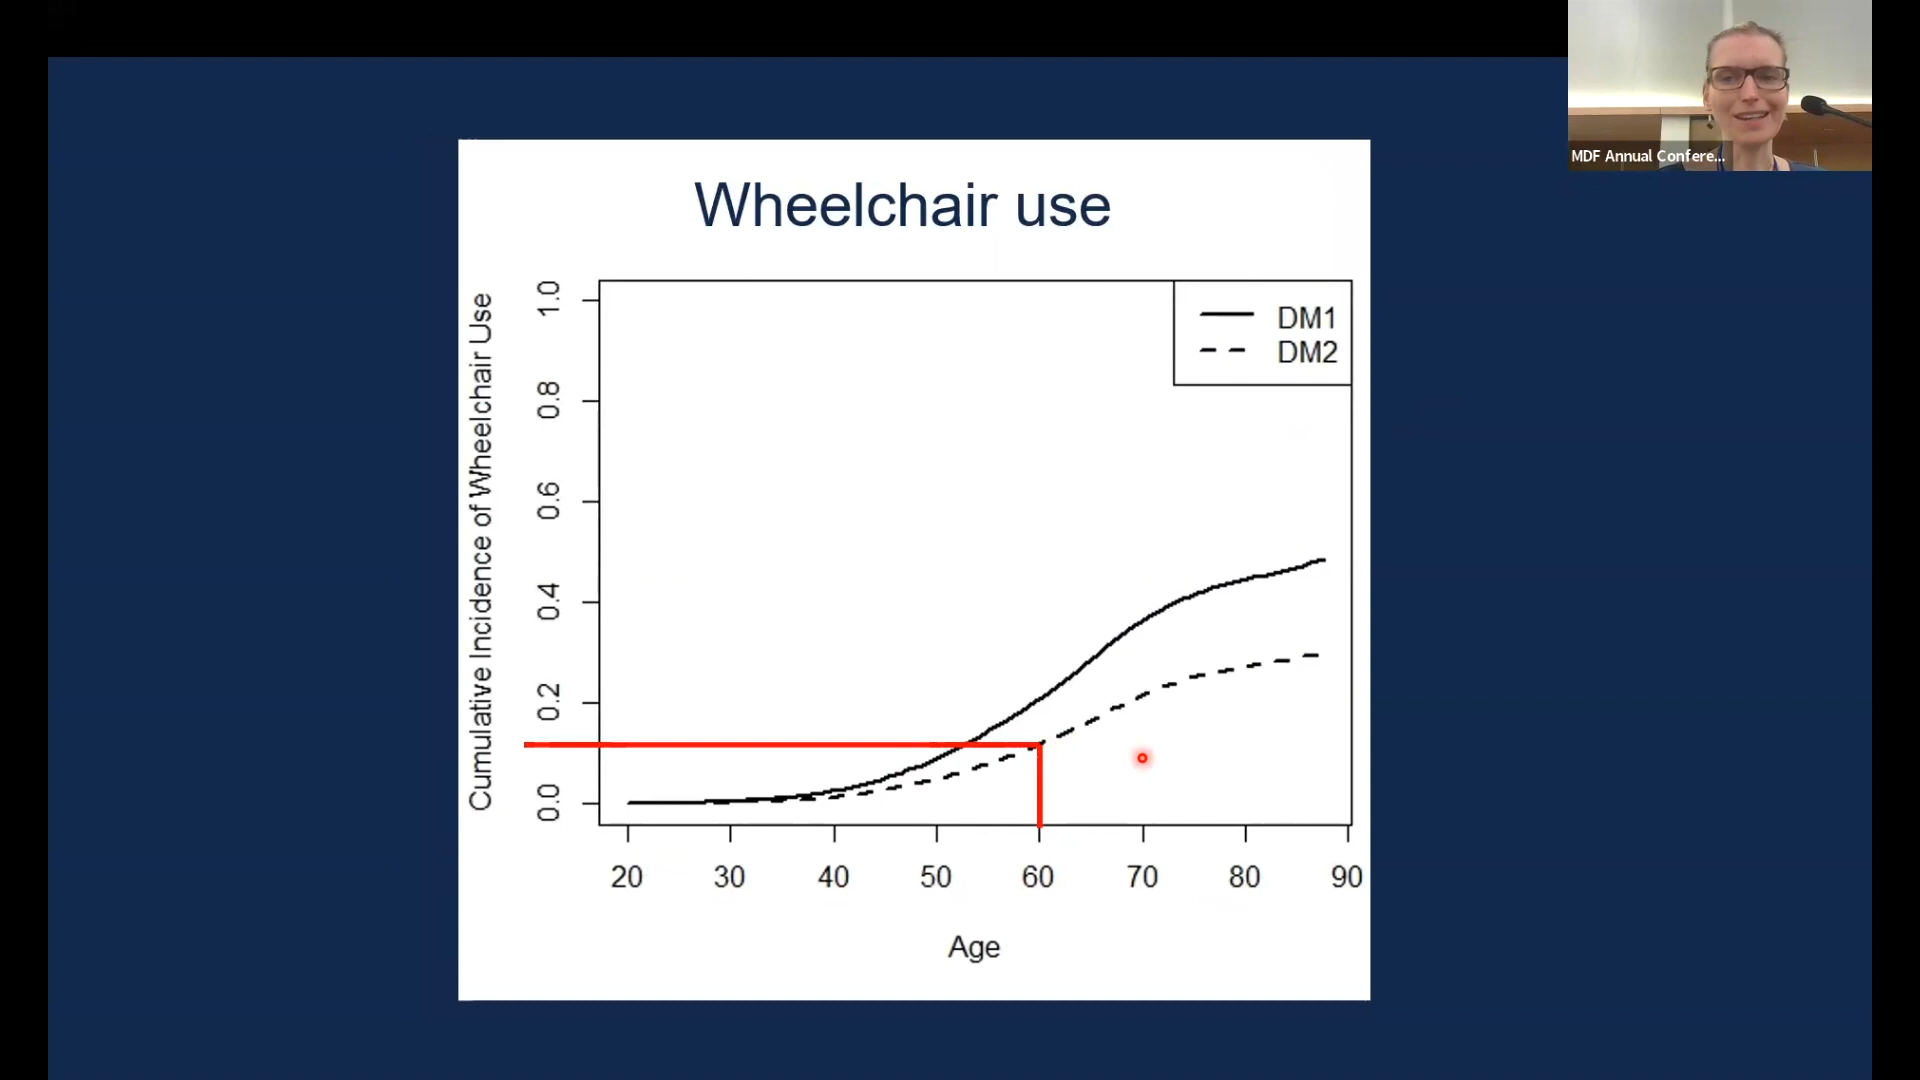 MDF Annual Confere...
Wheelchair use
Cumulative Incidence of Wheelchair Use
1.0
0.8
0.6
0.4
0.2
0.0
DM1
DM2
20 30 40 50 60 70 80 90
Age